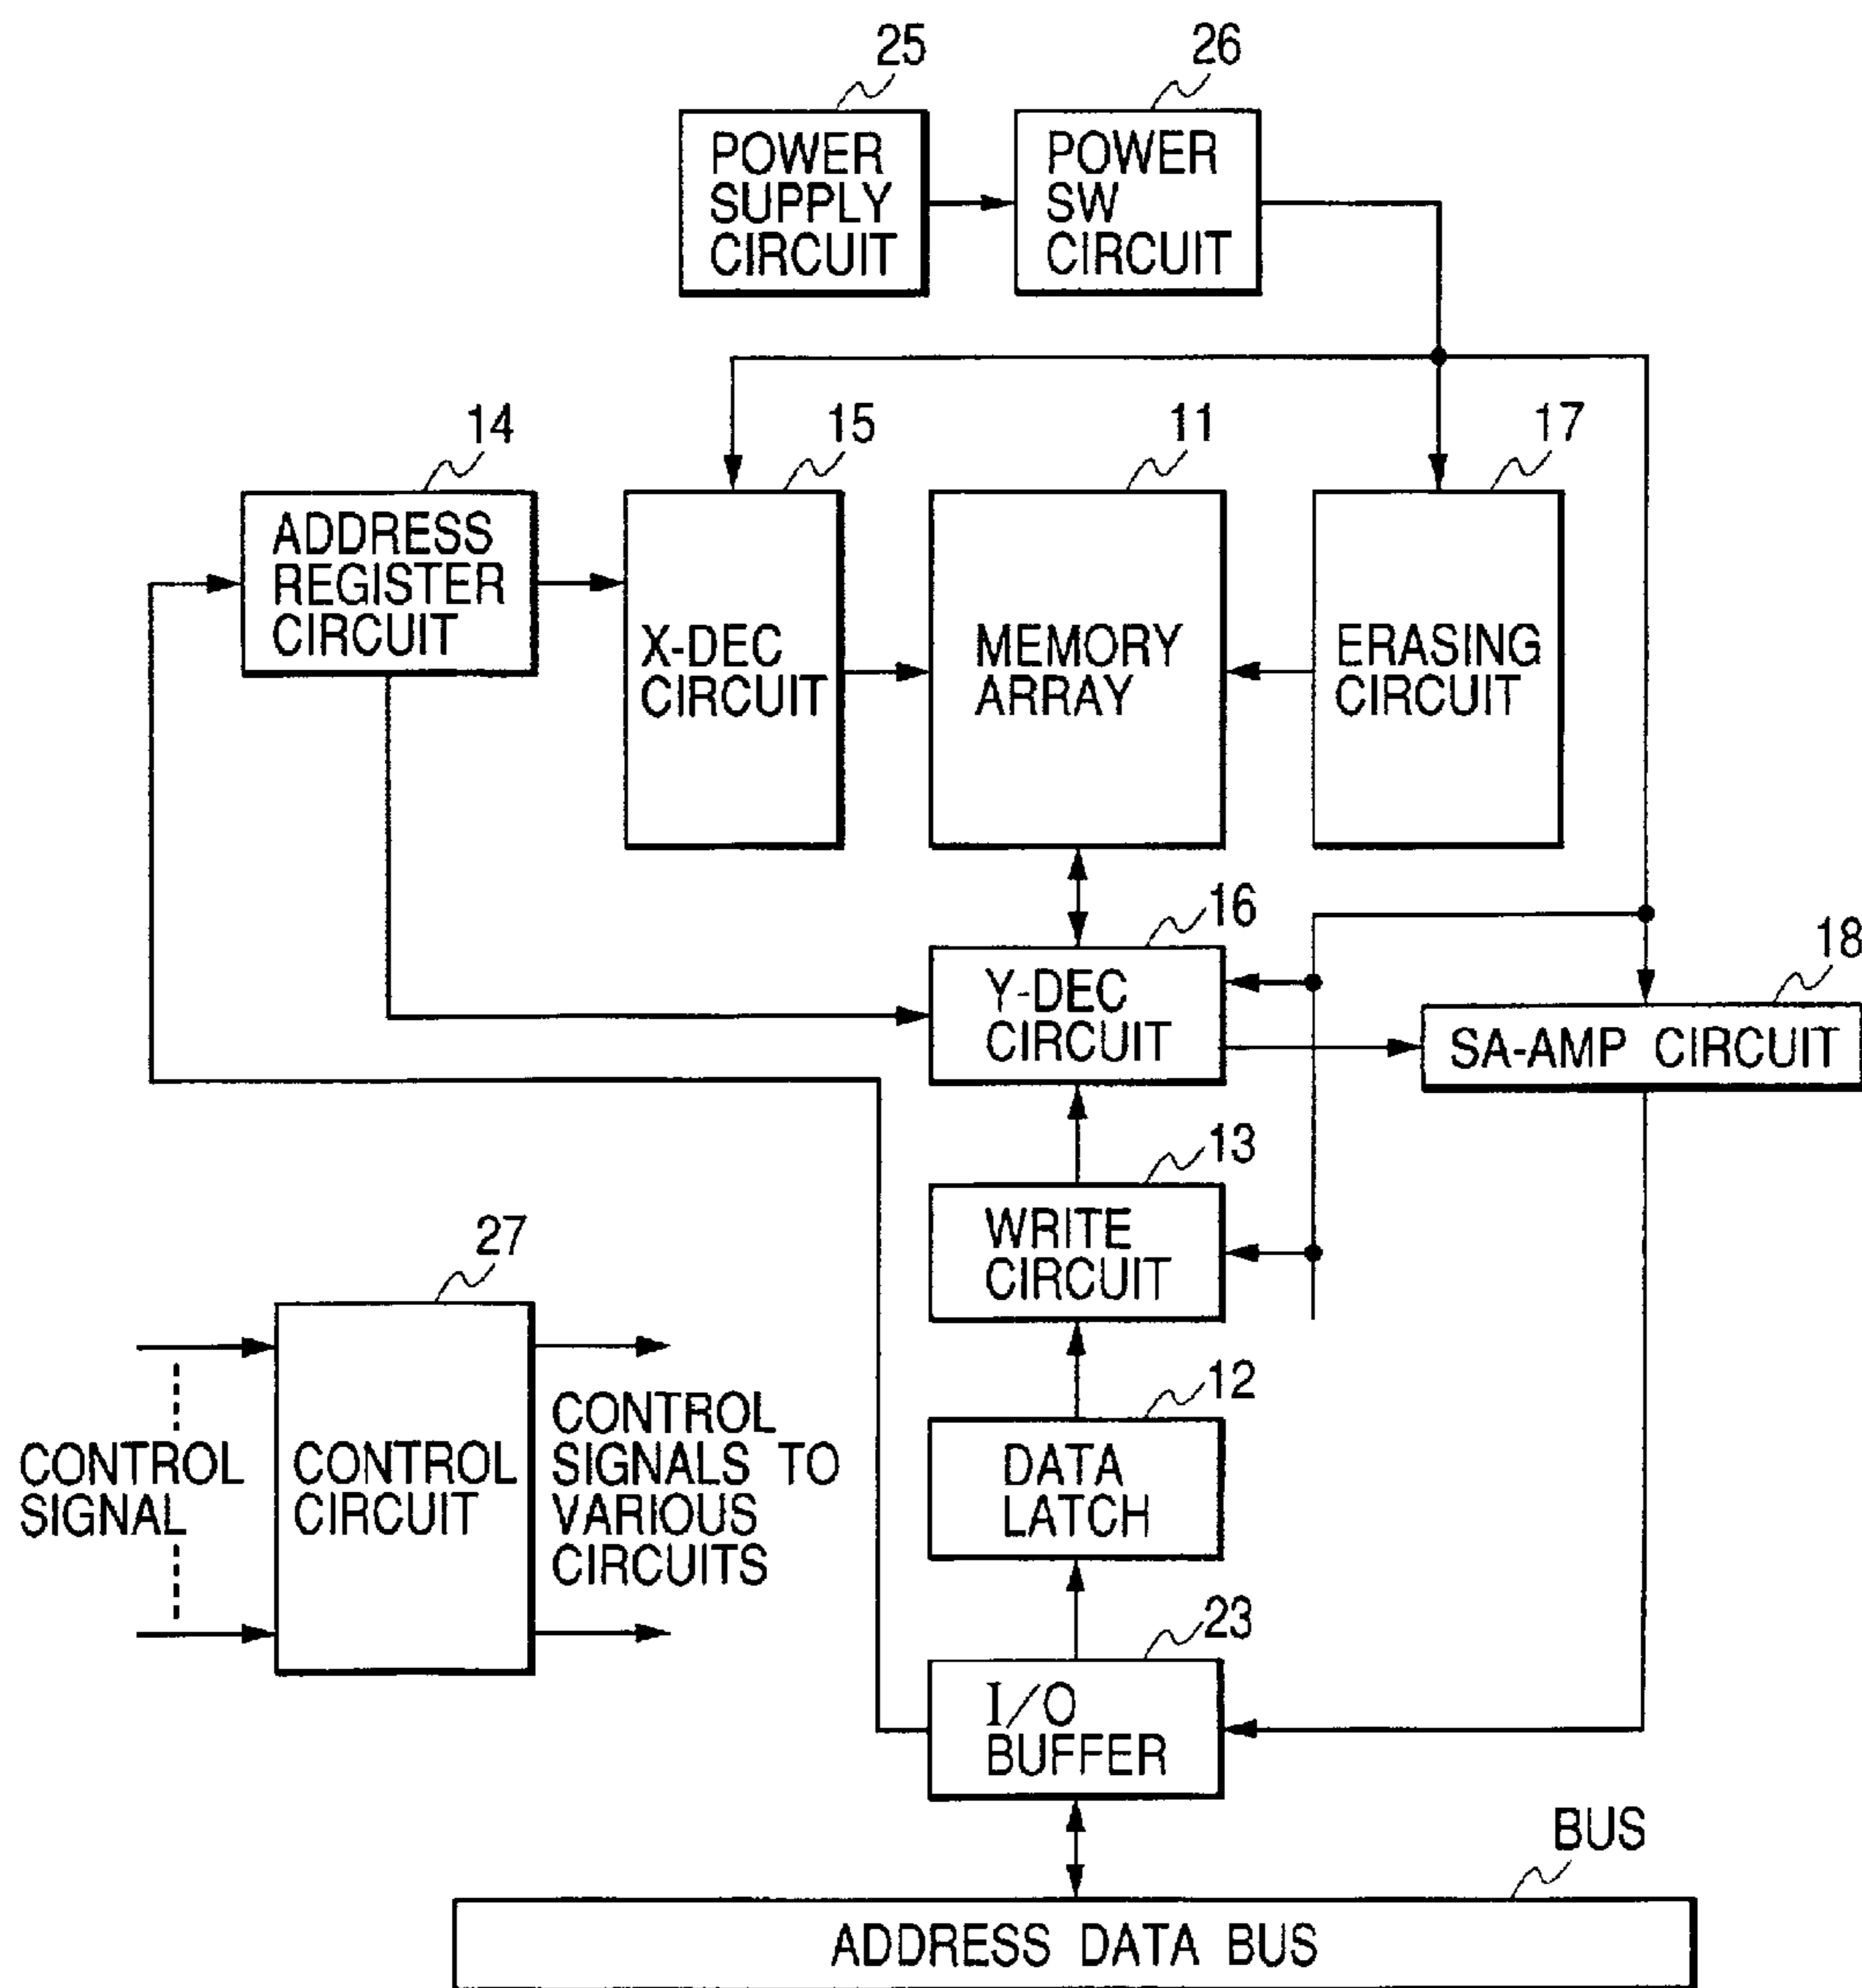 25
26
POWER
SUPPLY
CIRCUIT
POWER
SW
CIRCUIT
14
15
11
17
ADDRESS
REGISTER
CIRCUIT
X-DEC
CIRCUIT
MEMORY
ARRAY
ERASING
CIRCUIT
16
18
Y-DEC
CIRCUIT
SA-AMP CIRCUIT
13
WRITE
CIRCUIT
27
CONTROL
SIGNAL
CONTROL
CIRCUIT
CONTROL
SIGNALS TO
VARIOUS
CIRCUITS
12
DATA
LATCH
23
I/O
BUFFER
BUS
ADDRESS DATA BUS